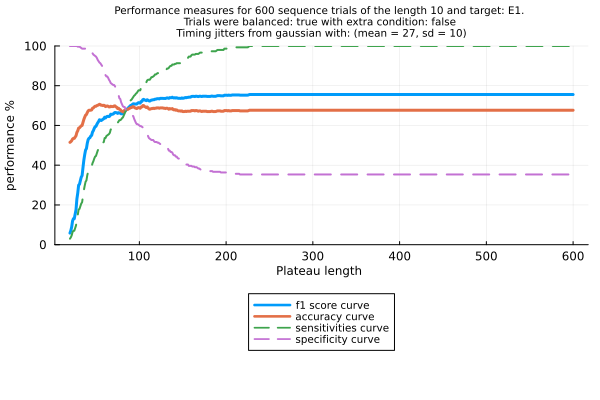 Performance measures for 600 sequence trials of the length 10 and target: E1.
Trials were balanced: true with extra condition: false
Timing jitters from gaussian with: (mean = 27, sd = 10)
100
80
60
40
20
0
performance %
100 200 300 400 500 600
Plateau length
f1 score curve
accuracy curve
sensitivities curve
specificity curve